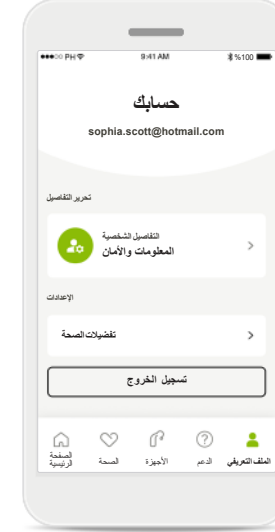 PH 9:41 AM %100
حسابك
sophia.scott@hotmail.com
تحرير التفاصيل
التفاصيل الشخصية
المعلومات والأمان
الإعدادات
تفضيلات الصحة
تسجيل الخروج
الصفحة الرئيسية
الصحة
الأجهزة
الدعم
الملف التعريفي